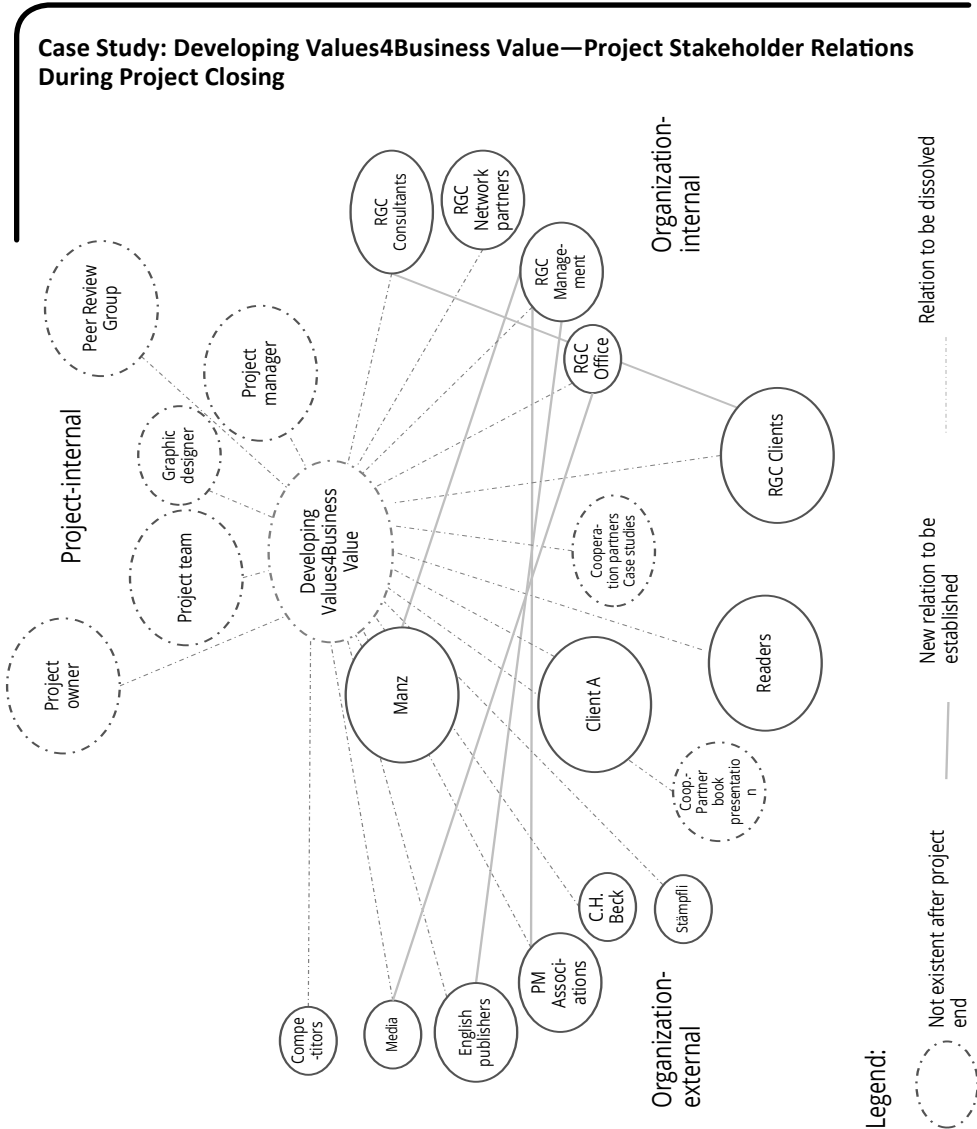 Case Study: Developing Values4Business Value—Project Stakeholder Relations
During Project Closing
Project-internal
Project
owner
Project team
Graphic
designer
Project
manager
Peer Review
Group
Developing
Values4Business
Value
Compe
-titors
Media
English
publishers
PM
Associ-
ations
C.H.
Beck
Stämpfli
Manz
Client A
Coop.-
Partner
book
presentatio
n
Readers
Coopera-
tion partners
Case studies
RGC Clients
RGC
Office
RGC
Manage-
ment
RGC
Network
partners
RGC
Consultants
Organization-
external
Organization-
internal
Legend:
Not existent after project
end
New relation to be
established
Relation to be dissolved